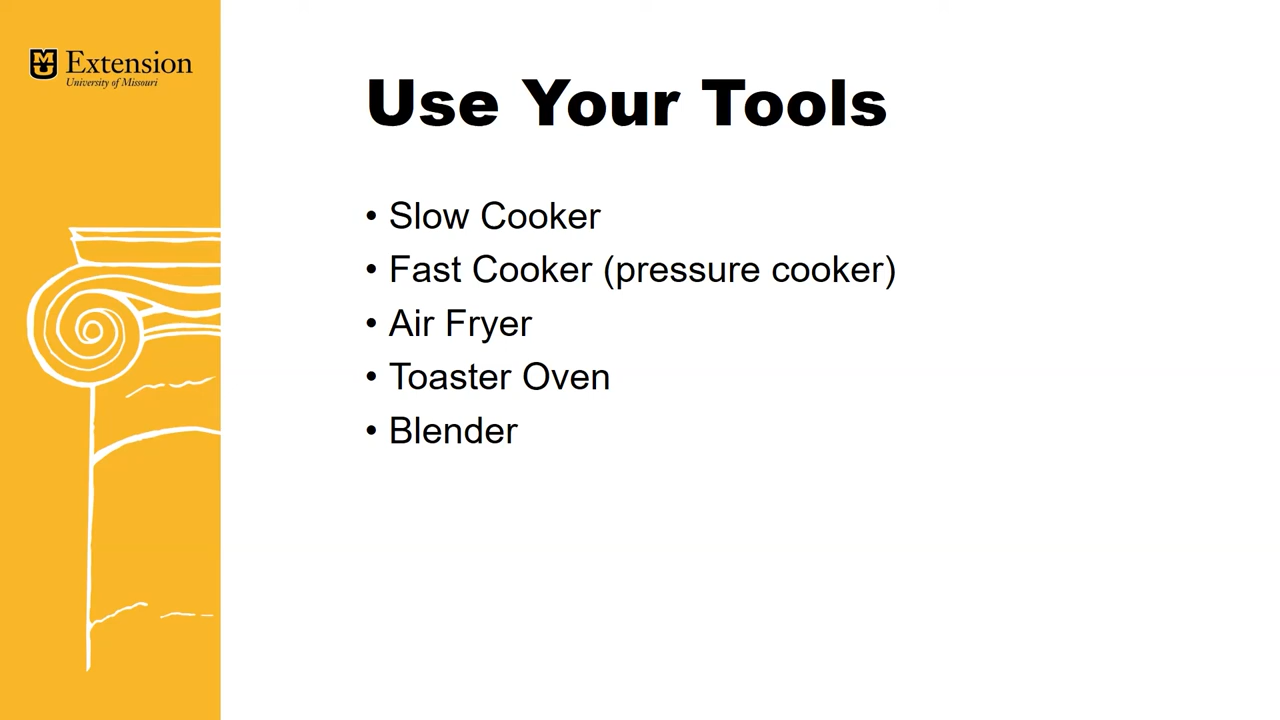 Extension
University of Missouri
Use Your Tools
• Slow Cooker
• Fast Cooker (pressure cooker)
• Air Fryer
• Toaster Oven
• Blender